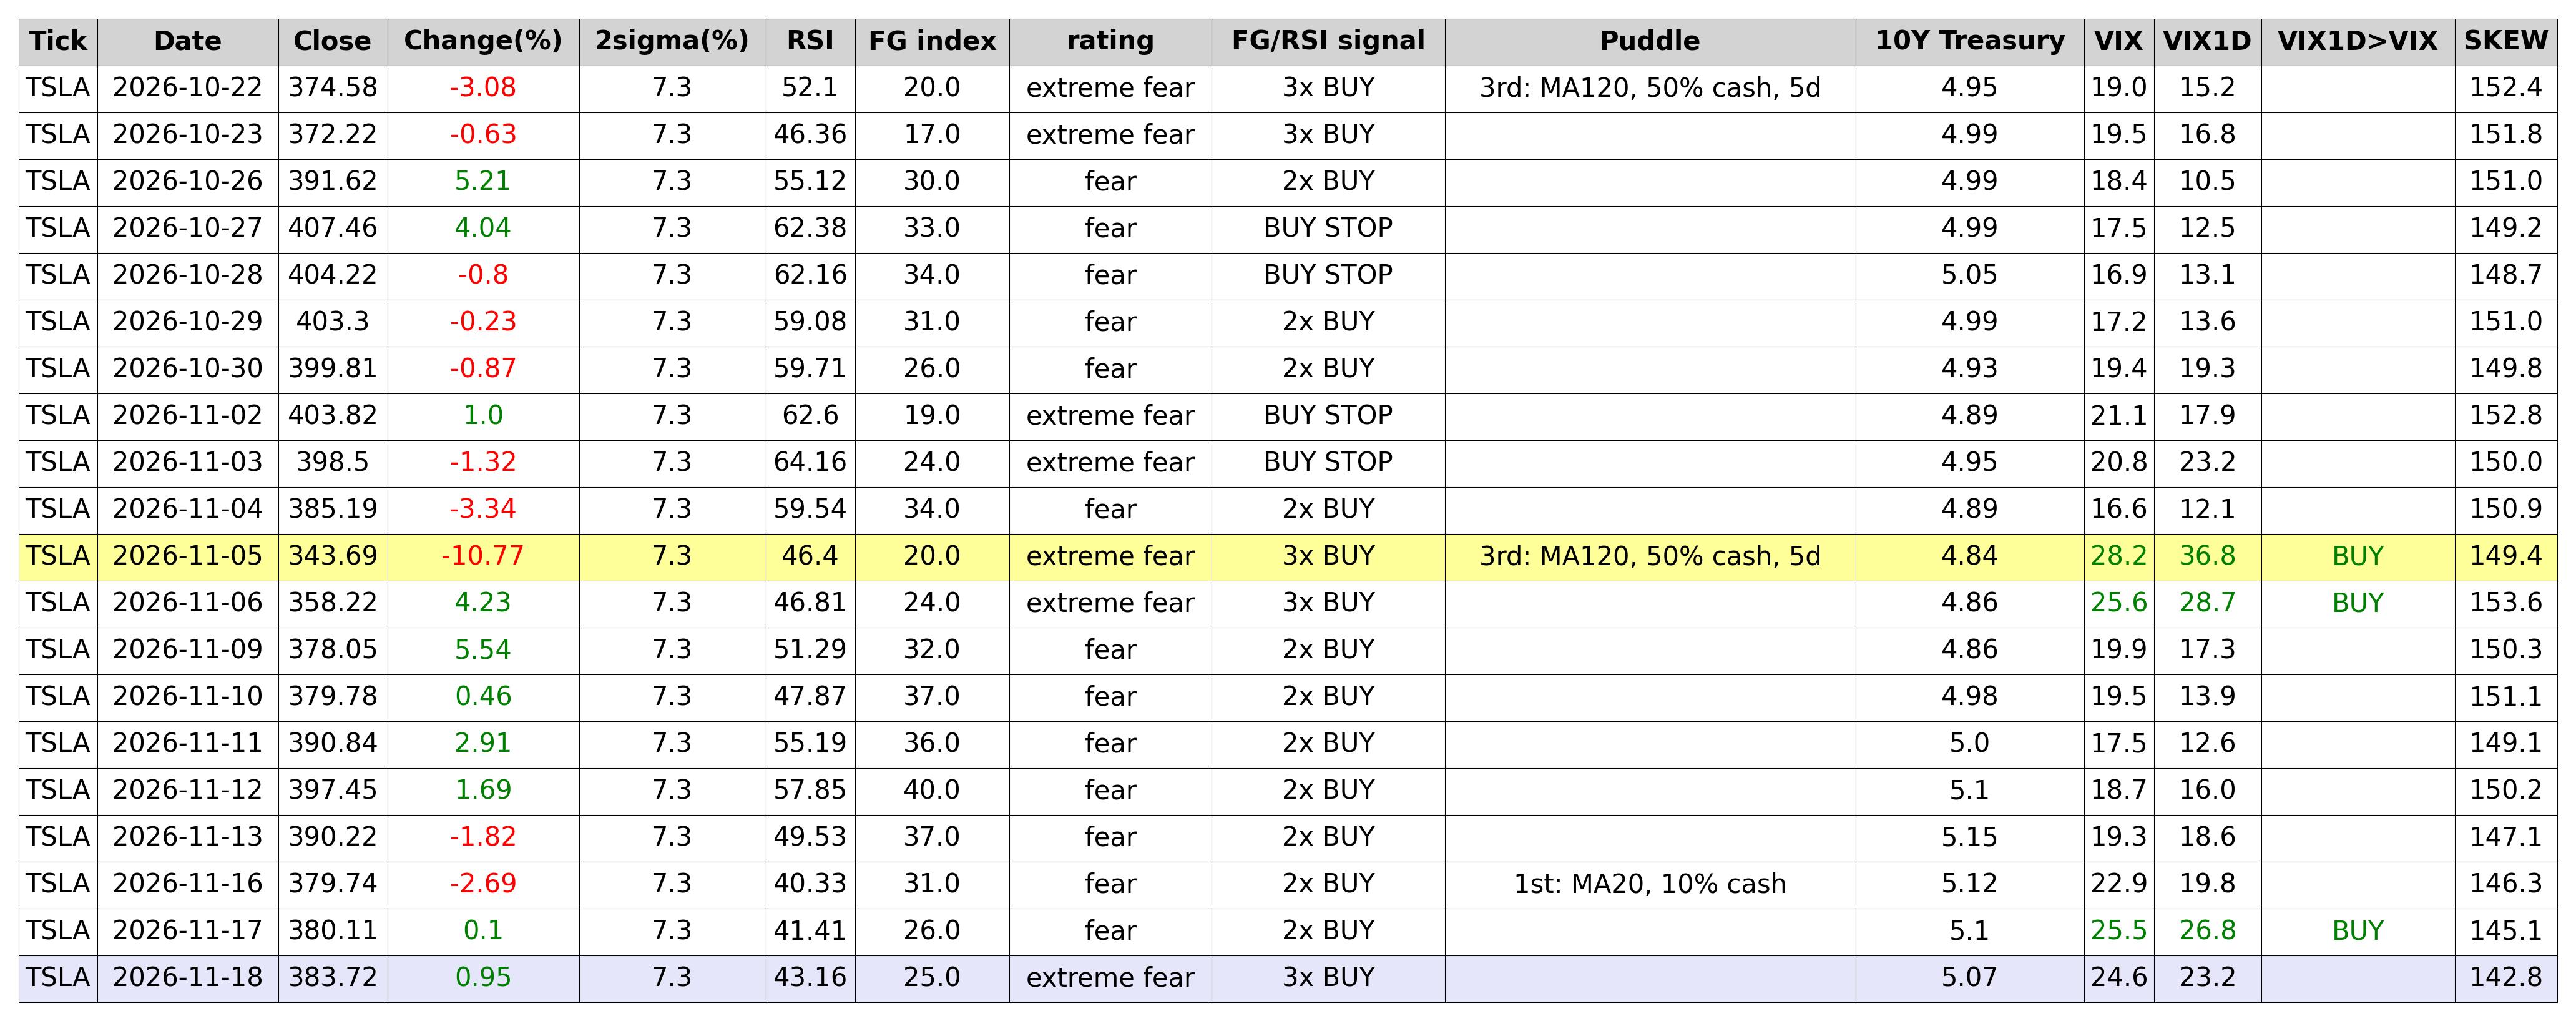 Tick Date Close Change(%) 2sigma(%) RSI FG index rating FG/RSI signal Puddle 10Y Treasury VIX VIX1D VIX1D>VIX SKEW
TSLA 2026-10-22 374.58 -3.08 7.3 52.1 20.0 extreme fear 3x BUY 3rd: MA120, 50% cash, 5d 4.95 19.0 15.2 152.4
TSLA 2026-10-23 372.22 -0.63 7.3 46.36 17.0 extreme fear 3x BUY 4.99 19.5 16.8 151.8
TSLA 2026-10-26 391.62 5.21 7.3 55.12 30.0 fear 2x BUY 4.99 18.4 10.5 151.0
TSLA 2026-10-27 407.46 4.04 7.3 62.38 33.0 fear BUY STOP 4.99 17.5 12.5 149.2
TSLA 2026-10-28 404.22 -0.8 7.3 62.16 34.0 fear BUY STOP 5.05 16.9 13.1 148.7
TSLA 2026-10-29 403.3 -0.23 7.3 59.08 31.0 fear 2x BUY 4.99 17.2 13.6 151.0
TSLA 2026-10-30 399.81 -0.87 7.3 59.71 26.0 fear 2x BUY 4.93 19.4 19.3 149.8
TSLA 2026-11-02 403.82 1.0 7.3 62.6 19.0 extreme fear BUY STOP 4.89 21.1 17.9 152.8
TSLA 2026-11-03 398.5 -1.32 7.3 64.16 24.0 extreme fear BUY STOP 4.95 20.8 23.2 150.0
TSLA 2026-11-04 385.19 -3.34 7.3 59.54 34.0 fear 2x BUY 4.89 16.6 12.1 150.9
TSLA 2026-11-05 343.69 -10.77 7.3 46.4 20.0 extreme fear 3x BUY 3rd: MA120, 50% cash, 5d 4.84 28.2 36.8 BUY 149.4
TSLA 2026-11-06 358.22 4.23 7.3 46.81 24.0 extreme fear 3x BUY 4.86 25.6 28.7 BUY 153.6
TSLA 2026-11-09 378.05 5.54 7.3 51.29 32.0 fear 2x BUY 4.86 19.9 17.3 150.3
TSLA 2026-11-10 379.78 0.46 7.3 47.87 37.0 fear 2x BUY 4.98 19.5 13.9 151.1
TSLA 2026-11-11 390.84 2.91 7.3 55.19 36.0 fear 2x BUY 5.0 17.5 12.6 149.1
TSLA 2026-11-12 397.45 1.69 7.3 57.85 40.0 fear 2x BUY 5.1 18.7 16.0 150.2
TSLA 2026-11-13 390.22 -1.82 7.3 49.53 37.0 fear 2x BUY 5.15 19.3 18.6 147.1
TSLA 2026-11-16 379.74 -2.69 7.3 40.33 31.0 fear 2x BUY 1st: MA20, 10% cash 5.12 22.9 19.8 146.3
TSLA 2026-11-17 380.11 0.1 7.3 41.41 26.0 fear 2x BUY 5.1 25.5 26.8 BUY 145.1
TSLA 2026-11-18 383.72 0.95 7.3 43.16 25.0 extreme fear 3x BUY 5.07 24.6 23.2 142.8